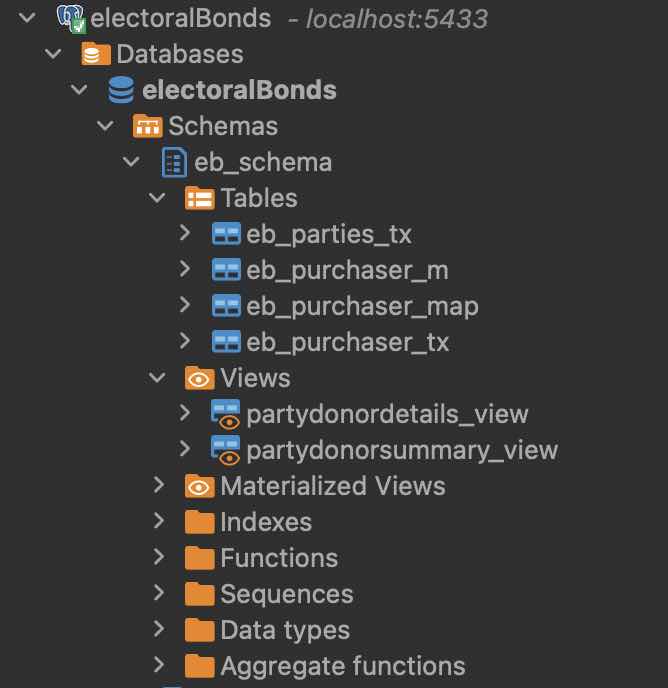 electoralBonds - localhost:5433
Databases
electoralBonds
Schemas
eb_schema
Tables
eb_parties_tx
eb_purchaser_m
eb_purchaser_map
eb_purchaser_tx
Views
partydonordetails_view
partydonorsummary_view
Materialized Views
Indexes
Functions
Sequences
Data types
Aggregate functions